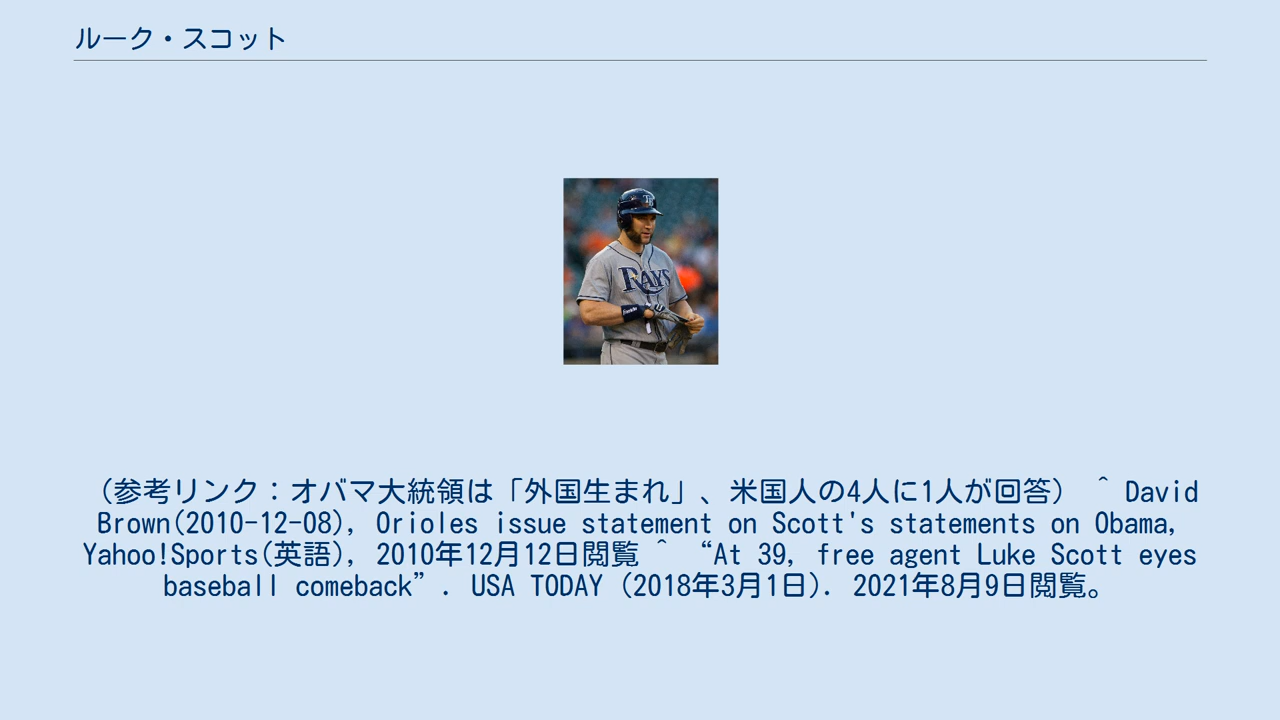 ルーク・スコット
RAYS
（参考リンク：オバマ大統領は「外国生まれ」、米国人の4人に1人が回答） ^ David
Brown(2010-12-08), Orioles issue statement on Scott's statements on Obama,
Yahoo!Sports(英語), 2010年12月12日閲覧 ^ “At 39, free agent Luke Scott eyes
baseball comeback”. USA TODAY (2018年3月1日). 2021年8月9日閲覧。